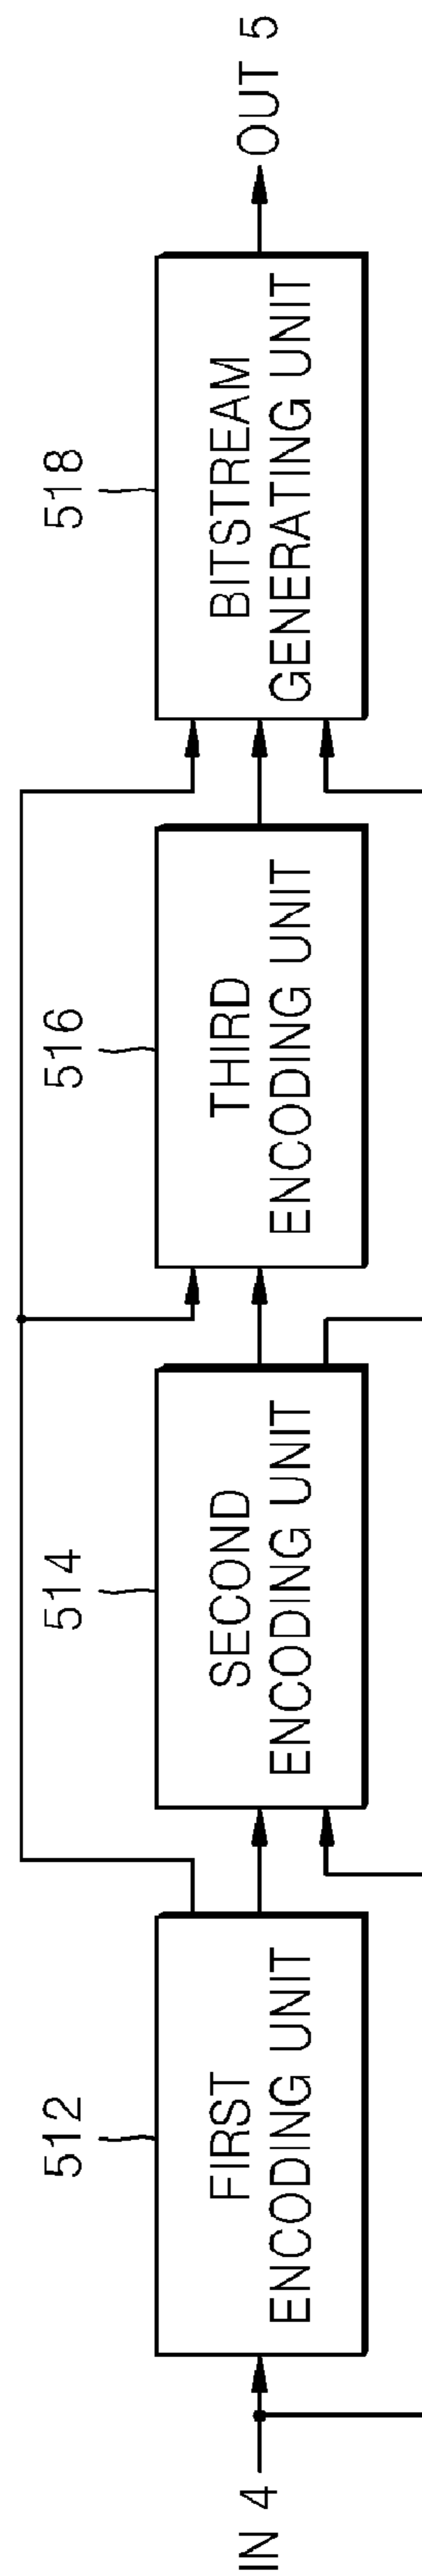 512
514
516
518
IN 4
FIRST
ENCODING UNIT
SECOND
ENCODING UNIT
THIRD
ENCODING UNIT
BITSTREAM
GENERATING UNIT
OUT 5